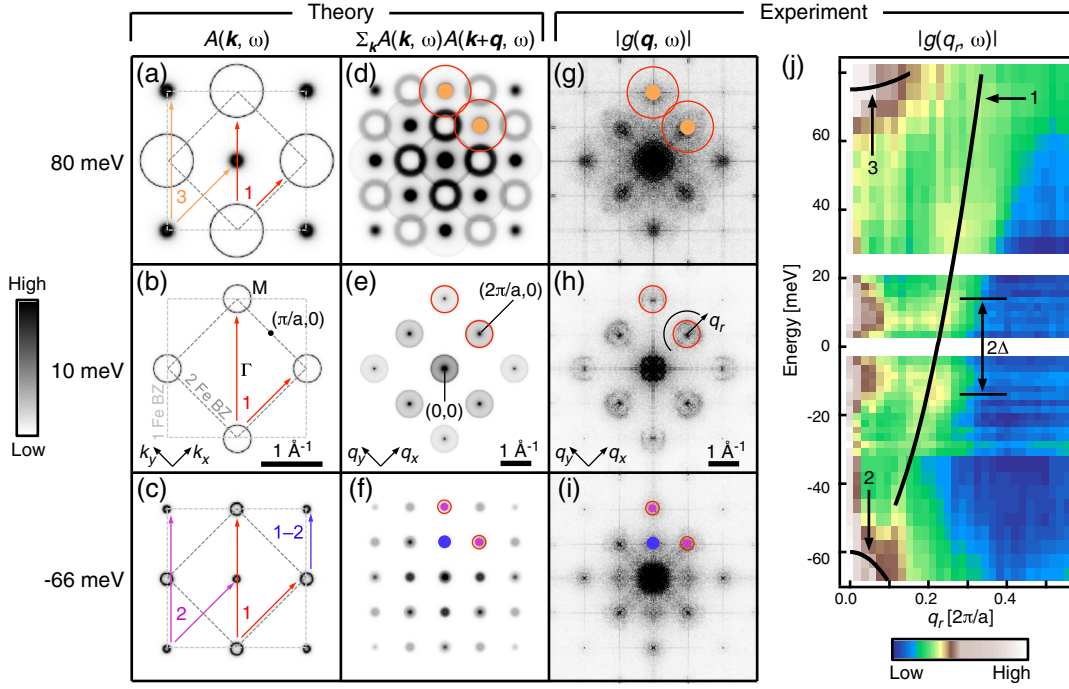 Theory
Experiment
A(k, ω)
Σ_k A(k, ω)A(k+q, ω)
|g(q, ω)|
|g(q_r, ω)|
(a)
(d)
(g)
(j)
80 meV
3
1
High
Low
10 meV
(b)
M
(π/a,0)
Γ
1
1 Fe BZ
2 Fe BZ
k_y
k_x
1 Å⁻¹
(e)
(2π/a,0)
(0,0)
q_y
q_x
1 Å⁻¹
(h)
q_r
q_y
q_x
1 Å⁻¹
-66 meV
(c)
1–2
2
1
(f)
(i)
Energy [meV]
60
40
20
0
-20
-40
-60
1
3
2Δ
2
0.0
0.2
0.4
q_r [2π/a]
Low
High